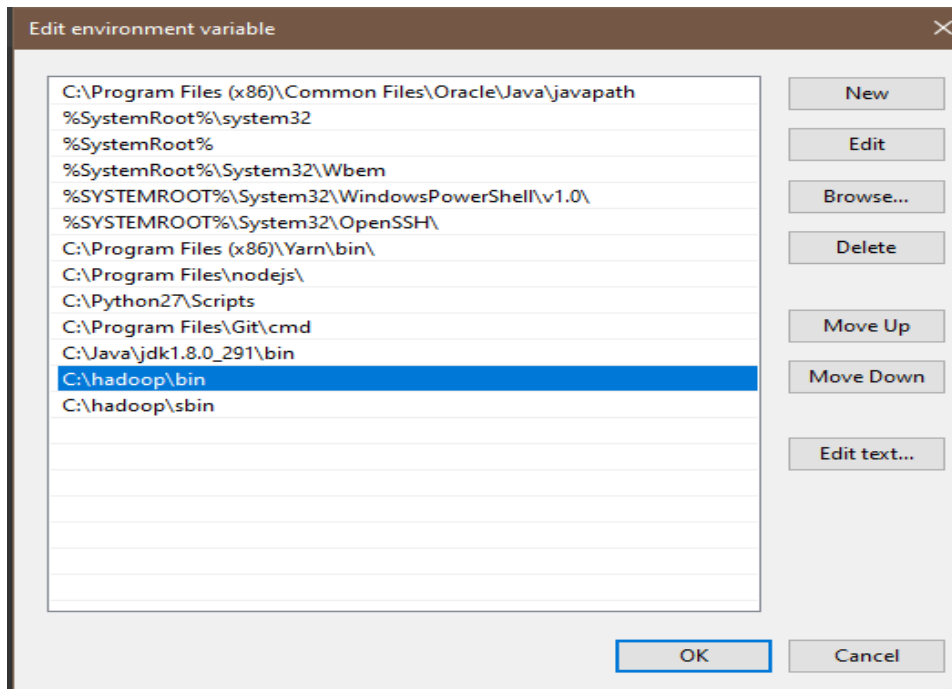 Edit environment variable
C:\Program Files (x86)\Common Files\Oracle\Java\javapath
%SystemRoot%\system32
%SystemRoot%
%SystemRoot%\System32\Wbem
%SYSTEMROOT%\System32\WindowsPowerShell\v1.0\
%SYSTEMROOT%\System32\OpenSSH\
C:\Program Files (x86)\Yarn\bin\
C:\Program Files\nodejs\
C:\Python27\Scripts
C:\Program Files\Git\cmd
C:\Java\jdk1.8.0_291\bin
C:\hadoop\bin
C:\hadoop\sbin
New
Edit
Browse...
Delete
Move Up
Move Down
Edit text...
OK
Cancel